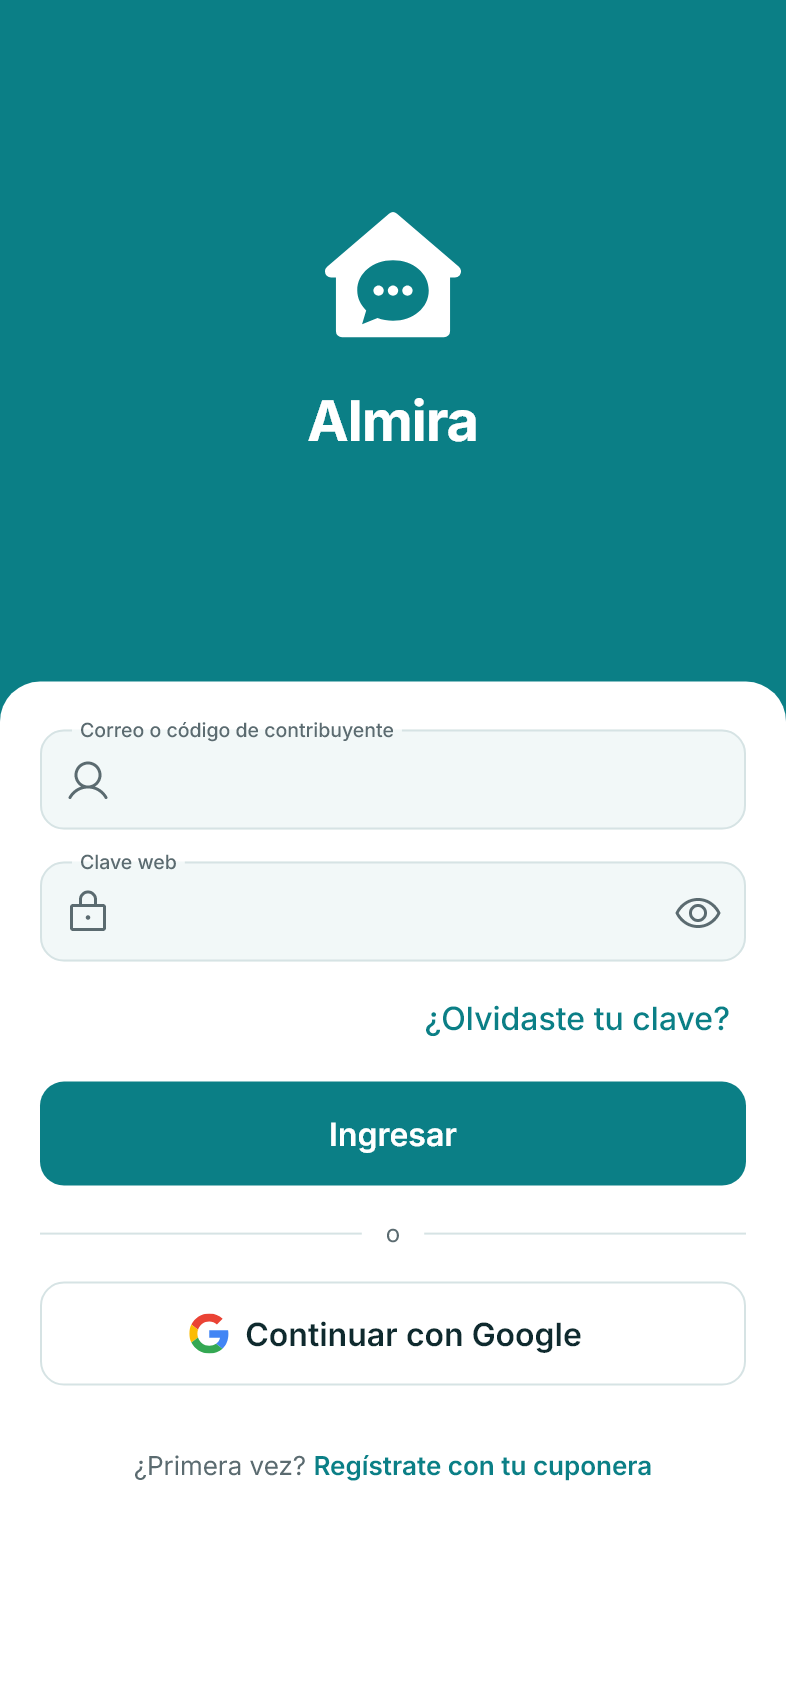 Almira
Correo o código de contribuyente
Clave web
¿Olvidaste tu clave?
Ingresar
o
Continuar con Google
¿Primera vez? Regístrate con tu cuponera